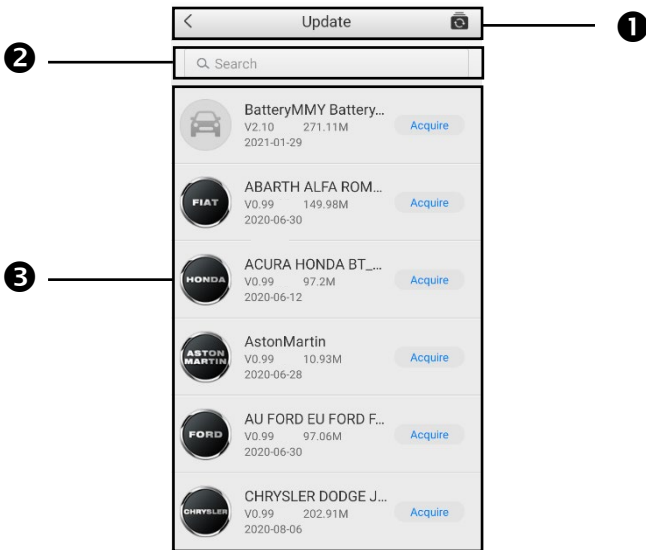 Update
❶
❷
Search
❸
BatteryMMY Battery...
V2.10 271.11M
2021-01-29
Acquire
FIAT
ABARTH ALFA ROM...
V0.99 149.98M
2020-06-30
Acquire
HONDA
ACURA HONDA BT_...
V0.99 97.2M
2020-06-12
Acquire
ASTON
MARTIN
AstonMartin
V0.99 10.93M
2020-06-28
Acquire
FORD
AU FORD EU FORD F...
V0.99 97.06M
2020-06-30
Acquire
CHRYSLER
CHRYSLER DODGE J...
V0.99 202.91M
2020-08-06
Acquire